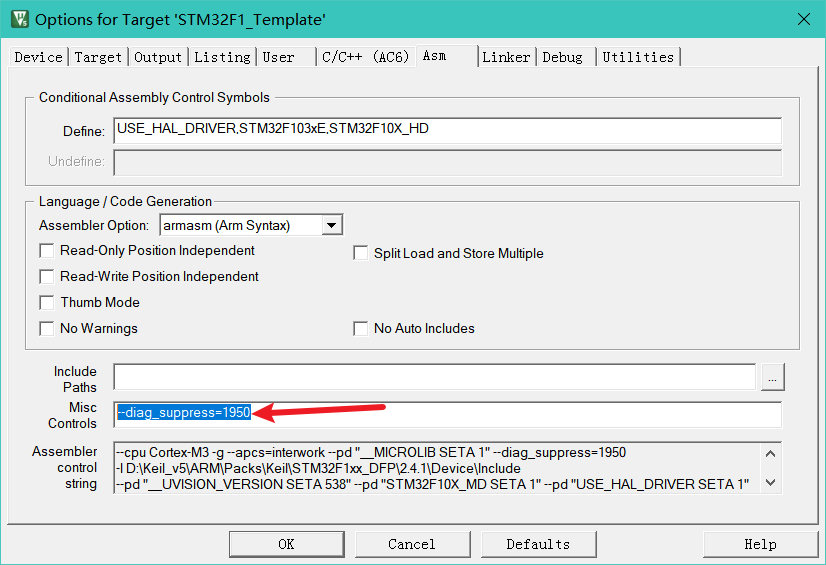 Options for Target 'STM32F1_Template'
Device Target Output Listing User C/C++ (AC6) Asm Linker Debug Utilities
Conditional Assembly Control Symbols
Define: USE_HAL_DRIVER,STM32F103xE,STM32F10X_HD
Undefine:
Language / Code Generation
Assembler Option: armasm (Arm Syntax)
Read-Only Position Independent Split Load and Store Multiple
Read-Write Position Independent
Thumb Mode
No Warnings No Auto Includes
Include
Paths
...
Misc
Controls
--diag_suppress=1950
Assembler
control
string
--cpu Cortex-M3 -g --apcs=interwork --pd "__MICROLIB SETA 1" --diag_suppress=1950
-I D:\Keil_v5\ARM\Packs\Keil\STM32F1xx_DFP\2.4.1\Device\Include
--pd "__UVISION_VERSION SETA 538" --pd "STM32F10X_MD SETA 1" --pd "USE_HAL_DRIVER SETA 1"
OK Cancel Defaults Help